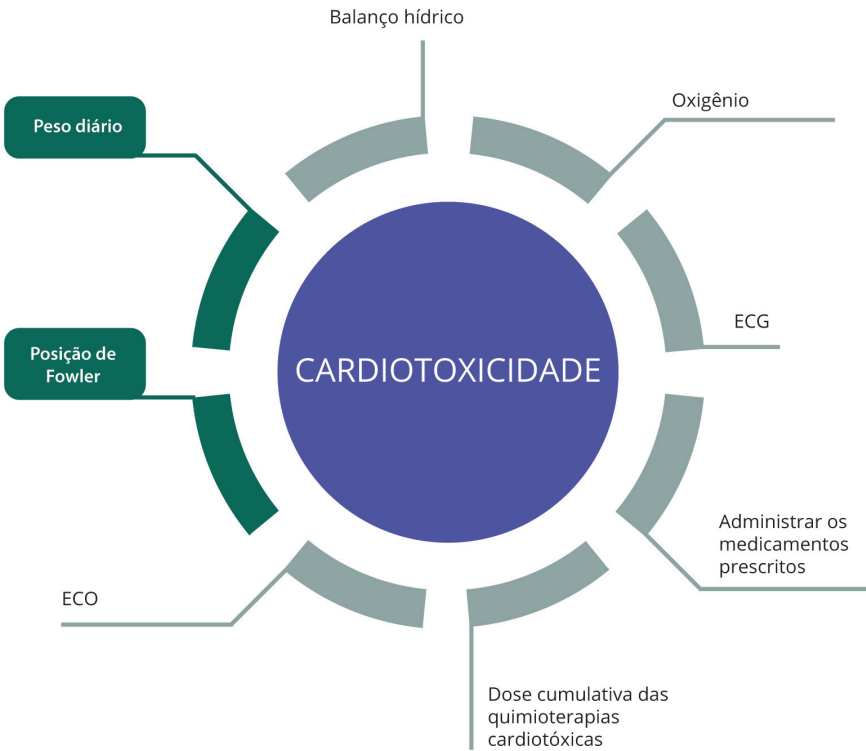 Balanço hídrico
Oxigênio
Peso diário
ECG
Posição de
Fowler
CARDIOTOXICIDADE
Administrar os
medicamentos
prescritos
ECO
Dose cumulativa das
quimioterapias
cardiotóxicas